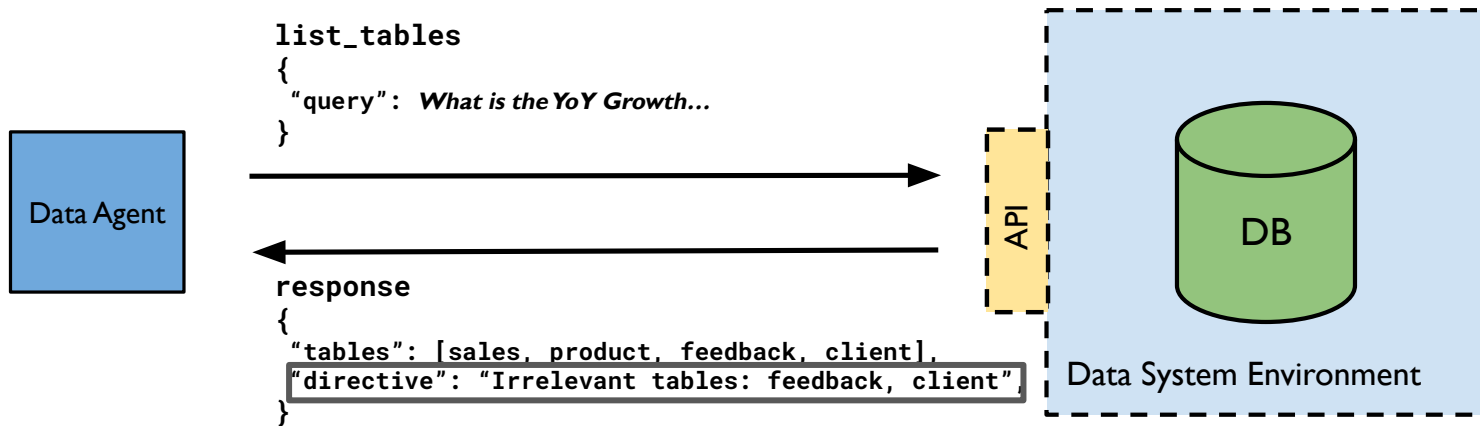 list_tables
{
“query”: What is the YoY Growth…
}
Data Agent
API
DB
response
{
“tables”: [sales, product, feedback, client],
“directive”: “Irrelevant tables: feedback, client”,
}
Data System Environment